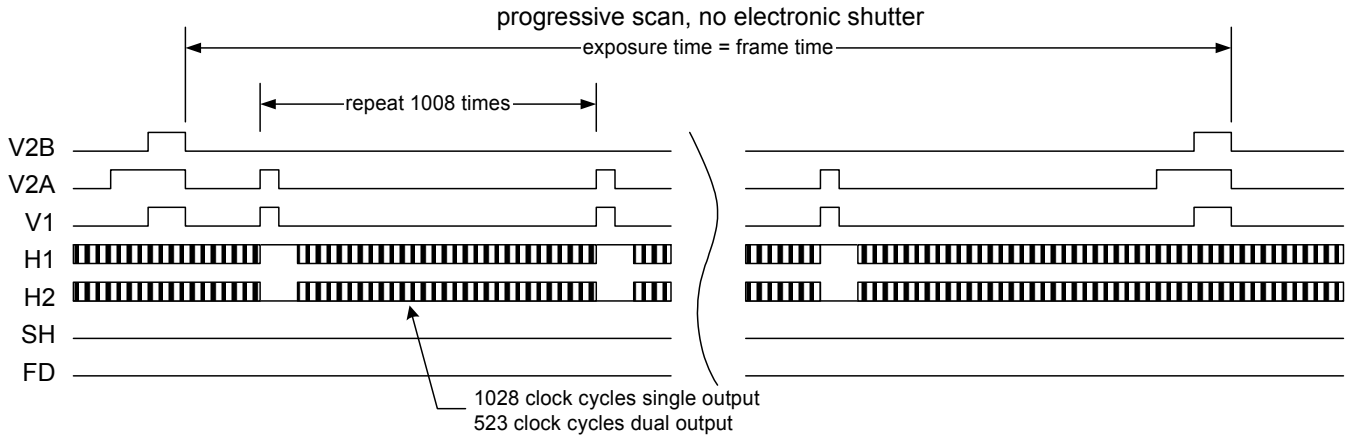 progressive scan, no electronic shutter
exposure time = frame time
repeat 1008 times
V2B
V2A
V1
H1
H2
SH
FD
1028 clock cycles single output
523 clock cycles dual output